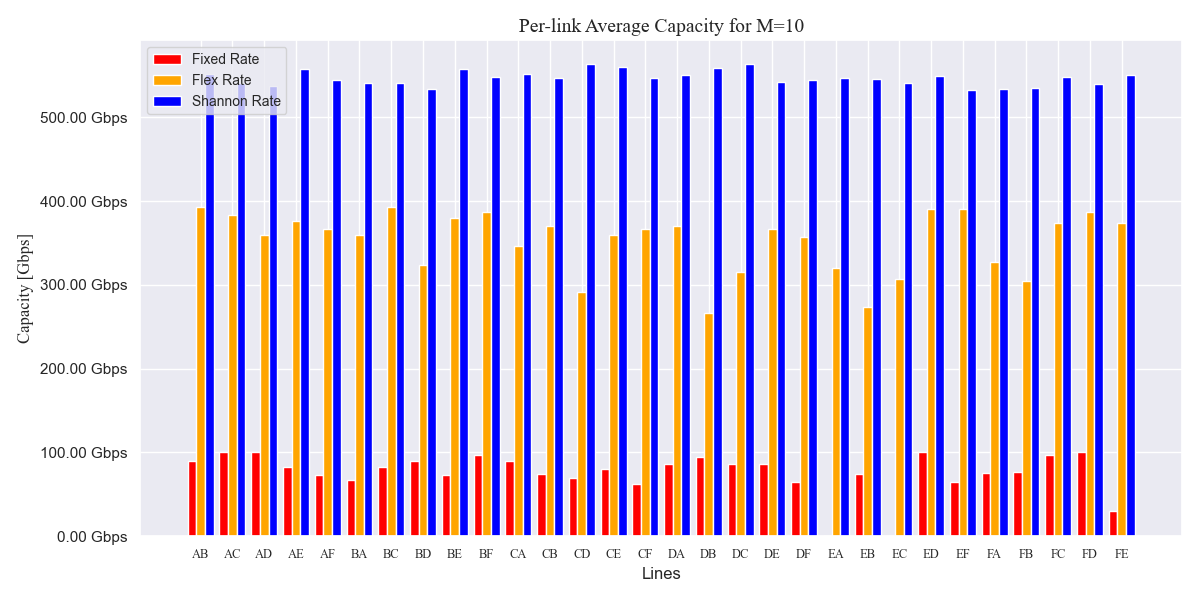 Per-link Average Capacity for M=10
Fixed Rate
Flex Rate
Shannon Rate
Capacity [Gbps]
500.00 Gbps
400.00 Gbps
300.00 Gbps
200.00 Gbps
100.00 Gbps
0.00 Gbps
AB AC AD AE AF BA BC BD BE BF CA CB CD CE CF DA DB DC DE DF EA EB EC ED EF FA FB FC FD FE
Lines